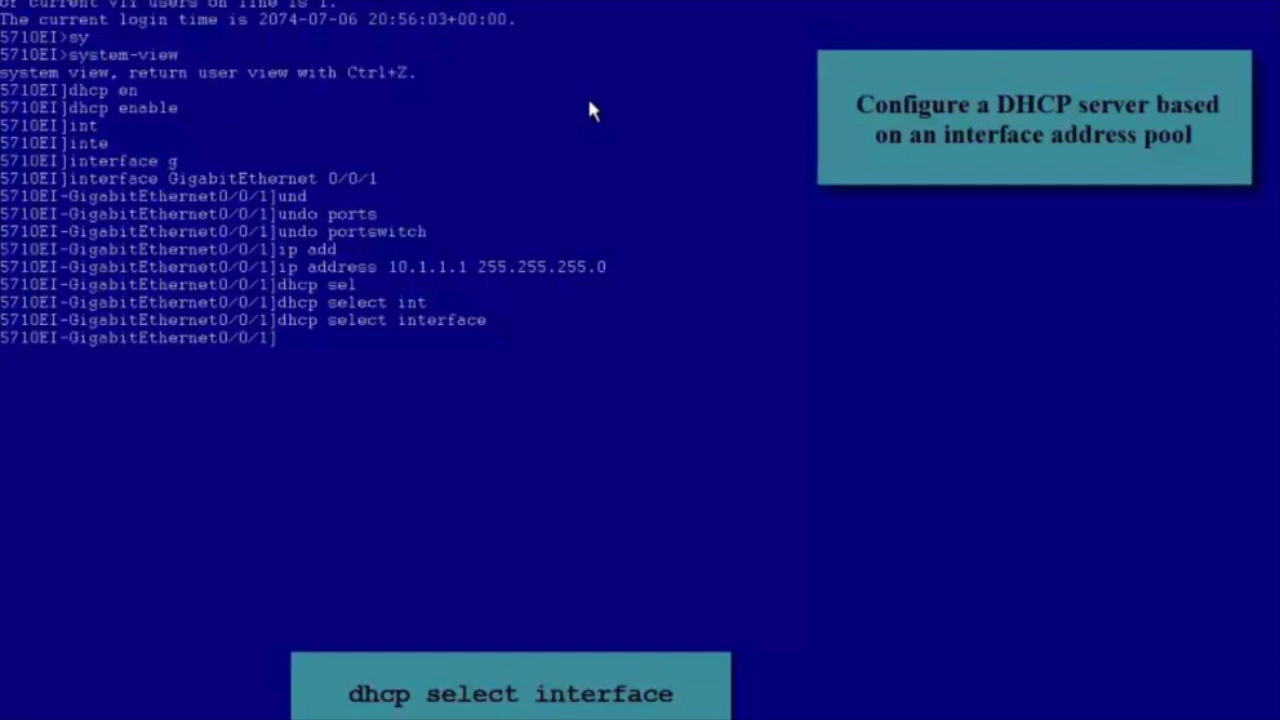 of current VTY users on line is 1.
The current login time is 2074-07-06 20:56:03+00:00.
5710EI>sy
5710EI>system-view
system view, return user view with Ctrl+Z.
5710EI]dhcp en
5710EI]dhcp enable
5710EI]int
5710EI]inte
5710EI]interface g
5710EI]interface GigabitEthernet 0/0/1
5710EI-GigabitEthernet0/0/1]und
5710EI-GigabitEthernet0/0/1]undo ports
5710EI-GigabitEthernet0/0/1]undo portswitch
5710EI-GigabitEthernet0/0/1]ip add
5710EI-GigabitEthernet0/0/1]ip address 10.1.1.1 255.255.255.0
5710EI-GigabitEthernet0/0/1]dhcp sel
5710EI-GigabitEthernet0/0/1]dhcp select int
5710EI-GigabitEthernet0/0/1]dhcp select interface
5710EI-GigabitEthernet0/0/1]
Configure a DHCP server based
on an interface address pool
dhcp select interface